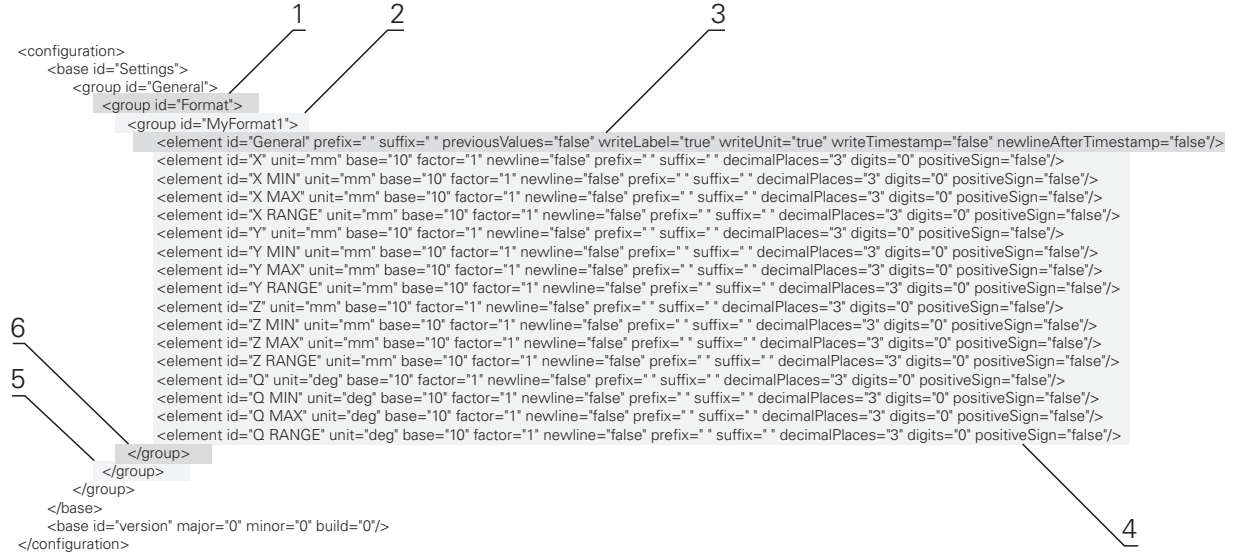 1 2 3
<configuration>
<base id="Settings">
<group id="General">
<group id="Format">
<group id="MyFormat1">
<element id="General" prefix=" " suffix=" " previousValues="false" writeLabel="true" writeUnit="true" writeTimestamp="false" newlineAfterTimestamp="false"/>
<element id="X" unit="mm" base="10" factor="1" newline="false" prefix=" " suffix=" " decimalPlaces="3" digits="0" positiveSign="false"/>
<element id="X MIN" unit="mm" base="10" factor="1" newline="false" prefix=" " suffix=" " decimalPlaces="3" digits="0" positiveSign="false"/>
<element id="X MAX" unit="mm" base="10" factor="1" newline="false" prefix=" " suffix=" " decimalPlaces="3" digits="0" positiveSign="false"/>
<element id="X RANGE" unit="mm" base="10" factor="1" newline="false" prefix=" " suffix=" " decimalPlaces="3" digits="0" positiveSign="false"/>
<element id="Y" unit="mm" base="10" factor="1" newline="false" prefix=" " suffix=" " decimalPlaces="3" digits="0" positiveSign="false"/>
<element id="Y MIN" unit="mm" base="10" factor="1" newline="false" prefix=" " suffix=" " decimalPlaces="3" digits="0" positiveSign="false"/>
<element id="Y MAX" unit="mm" base="10" factor="1" newline="false" prefix=" " suffix=" " decimalPlaces="3" digits="0" positiveSign="false"/>
<element id="Y RANGE" unit="mm" base="10" factor="1" newline="false" prefix=" " suffix=" " decimalPlaces="3" digits="0" positiveSign="false"/>
<element id="Z" unit="mm" base="10" factor="1" newline="false" prefix=" " suffix=" " decimalPlaces="3" digits="0" positiveSign="false"/>
6
<element id="Z MIN" unit="mm" base="10" factor="1" newline="false" prefix=" " suffix=" " decimalPlaces="3" digits="0" positiveSign="false"/>
<element id="Z MAX" unit="mm" base="10" factor="1" newline="false" prefix=" " suffix=" " decimalPlaces="3" digits="0" positiveSign="false"/>
<element id="Z RANGE" unit="mm" base="10" factor="1" newline="false" prefix=" " suffix=" " decimalPlaces="3" digits="0" positiveSign="false"/>
5
<element id="Q" unit="deg" base="10" factor="1" newline="false" prefix=" " suffix=" " decimalPlaces="3" digits="0" positiveSign="false"/>
<element id="Q MIN" unit="deg" base="10" factor="1" newline="false" prefix=" " suffix=" " decimalPlaces="3" digits="0" positiveSign="false"/>
<element id="Q MAX" unit="deg" base="10" factor="1" newline="false" prefix=" " suffix=" " decimalPlaces="3" digits="0" positiveSign="false"/>
<element id="Q RANGE" unit="deg" base="10" factor="1" newline="false" prefix=" " suffix=" " decimalPlaces="3" digits="0" positiveSign="false"/>
</group>
</group>
</group>
</base>
<base id="version" major="0" minor="0" build="0"/>
4
</configuration>